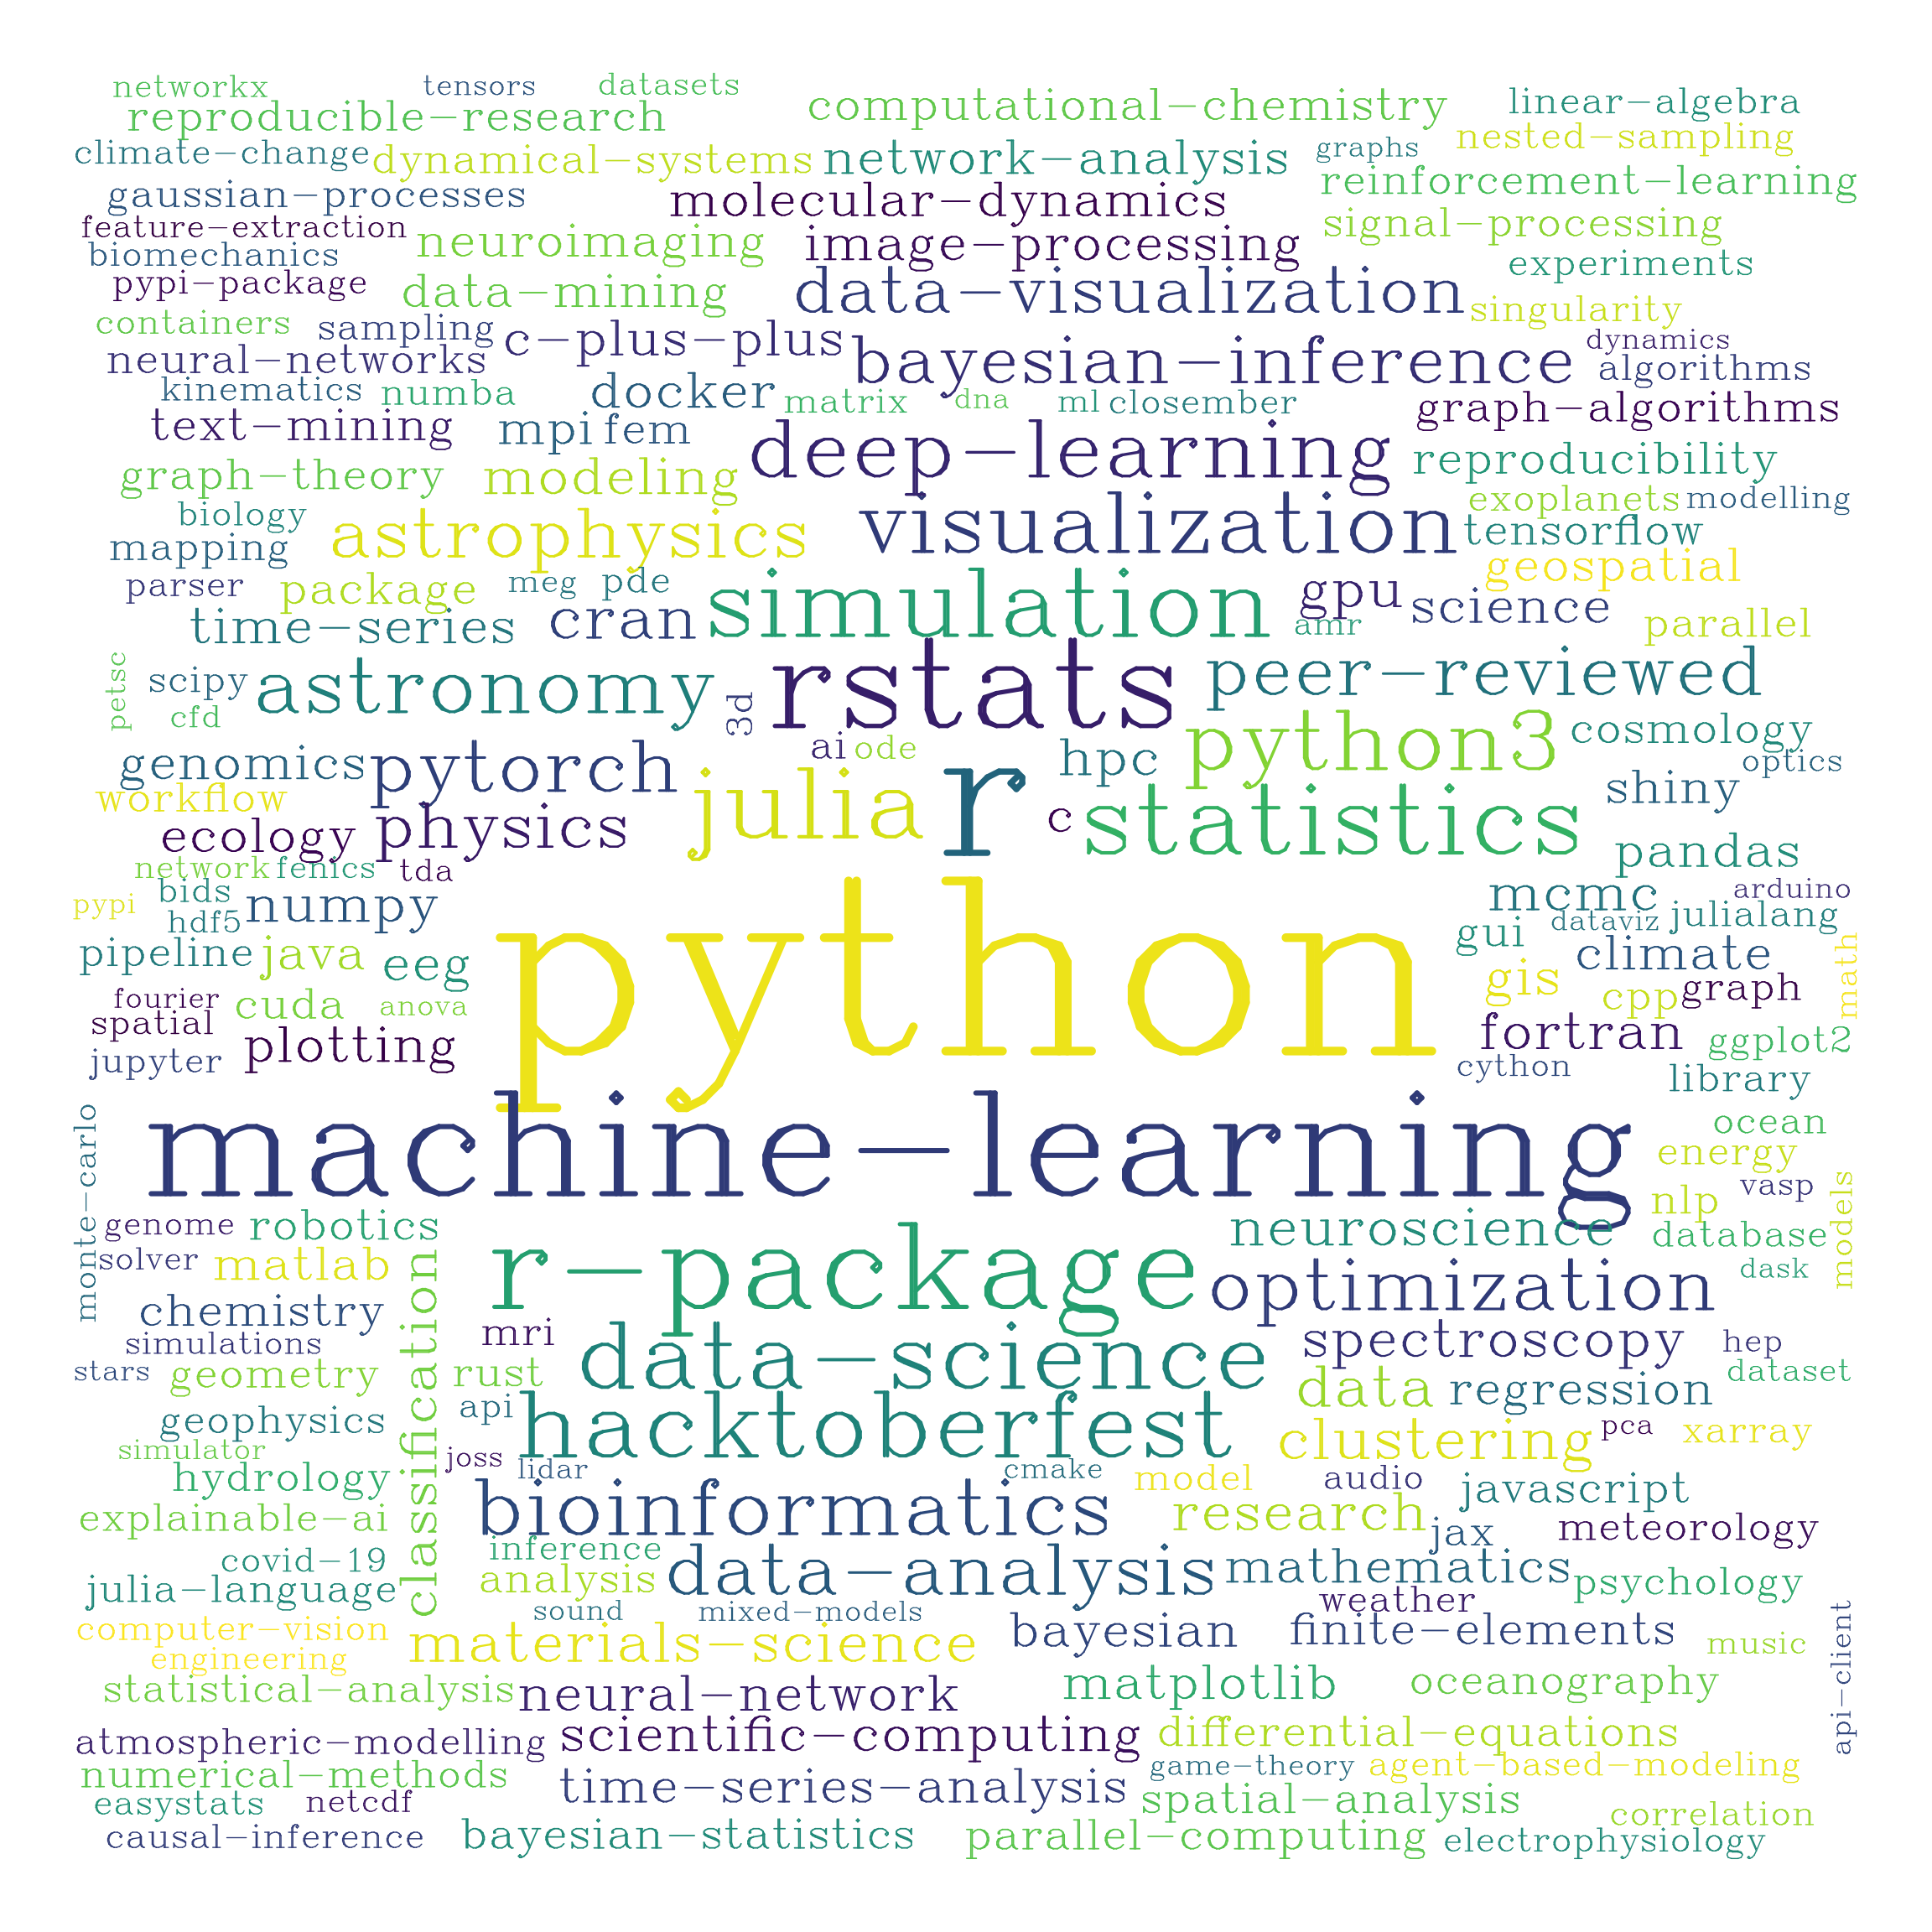 networkx tensors datasets
reproducible-research computational-chemistry linear-algebra
climate-change dynamical-systems network-analysis graphs nested-sampling
gaussian-processes molecular-dynamics reinforcement-learning
feature-extraction neuroimaging image-processing signal-processing
biomechanics experiments
pypi-package data-mining data-visualization singularity
containers sampling c-plus-plus bayesian-inference dynamics
neural-networks algorithms
kinematics numba docker matrix dna ml closember graph-algorithms
text-mining mpi fem deep-learning reproducibility
graph-theory modeling exoplanets modelling
biology astrophysics visualization tensorflow
mapping geospatial
parser package meg pde simulation gpu science
time-series cran amr parallel
petsc scipy astronomy 3d rstats peer-reviewed
cfd python3 cosmology
genomics pytorch ai ode hpc optics
workflow julia r c statistics shiny
ecology physics pandas
network fenics tda
pypi bids numpy python mcmc arduino
hdf5 gui dataviz julialang
pipeline java eeg climate math
fourier cuda anova gis cpp graph
spatial plotting fortran ggplot2
jupyter cython library
monte-carlo machine-learning ocean
energy
genome robotics r-package neuroscience nlp vasp models
solver matlab database
dask
chemistry classification optimization
simulations mri data-science spectroscopy hep
stars geometry rust data regression dataset
geophysics api hacktoberfest clustering pca xarray
simulator joss lidar cmake model audio
hydrology bioinformatics research javascript
explainable-ai jax meteorology
covid-19 inference data-analysis mathematics
julia-language analysis weather psychology
computer-vision sound mixed-models bayesian finite-elements music api-client
engineering materials-science
statistical-analysis neural-network matplotlib oceanography
atmospheric-modelling scientific-computing differential-equations
numerical-methods time-series-analysis game-theory agent-based-modeling
easystats netcdf spatial-analysis correlation
causal-inference bayesian-statistics parallel-computing electrophysiology